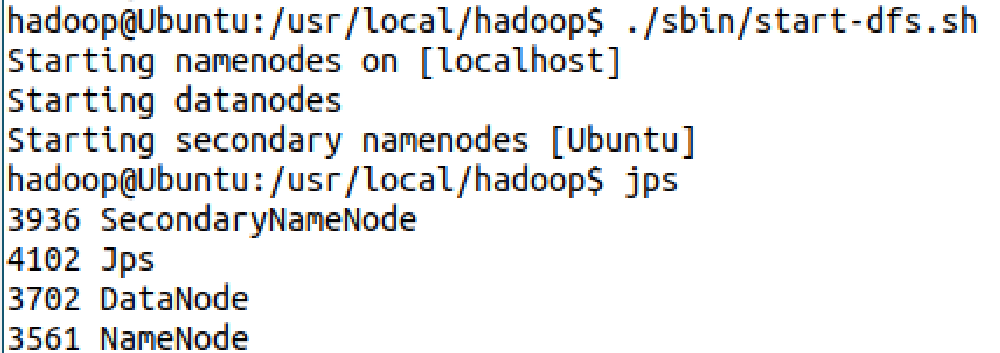 hadoop@Ubuntu:/usr/local/hadoop$ ./sbin/start-dfs.sh
Starting namenodes on [localhost]
Starting datanodes
Starting secondary namenodes [Ubuntu]
hadoop@Ubuntu:/usr/local/hadoop$ jps
3936 SecondaryNameNode
4102 Jps
3702 DataNode
3561 NameNode